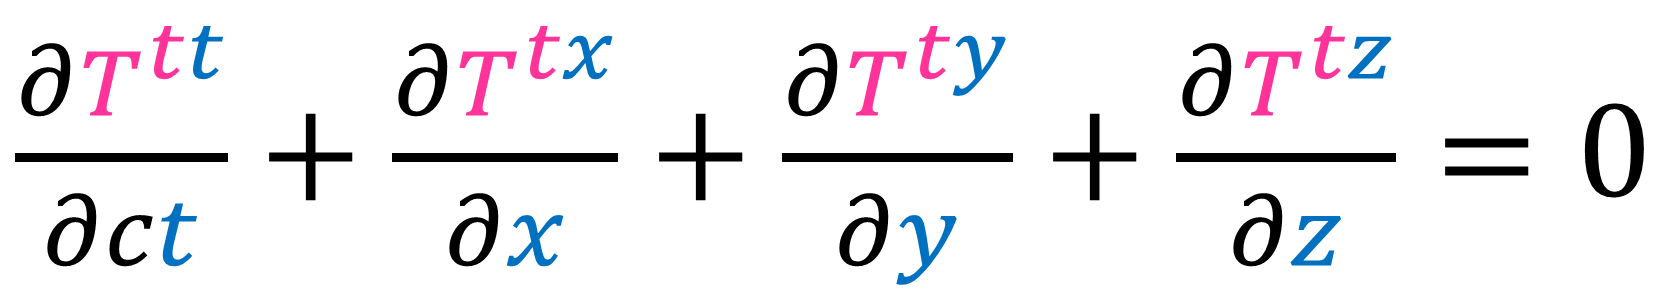 ∂T^{tt}/∂ct + ∂T^{tx}/∂x + ∂T^{ty}/∂y + ∂T^{tz}/∂z = 0